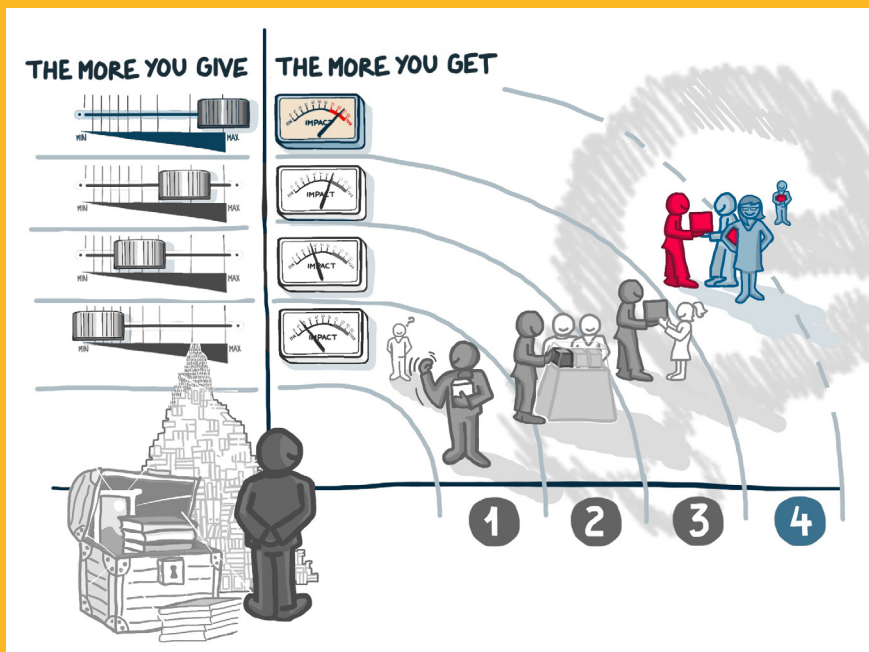 THE MORE YOU GIVE
THE MORE YOU GET
MIN MAX
IMPACT
MIN MAX
IMPACT
MIN MAX
IMPACT
MIN MAX
IMPACT
?
1 2 3 4